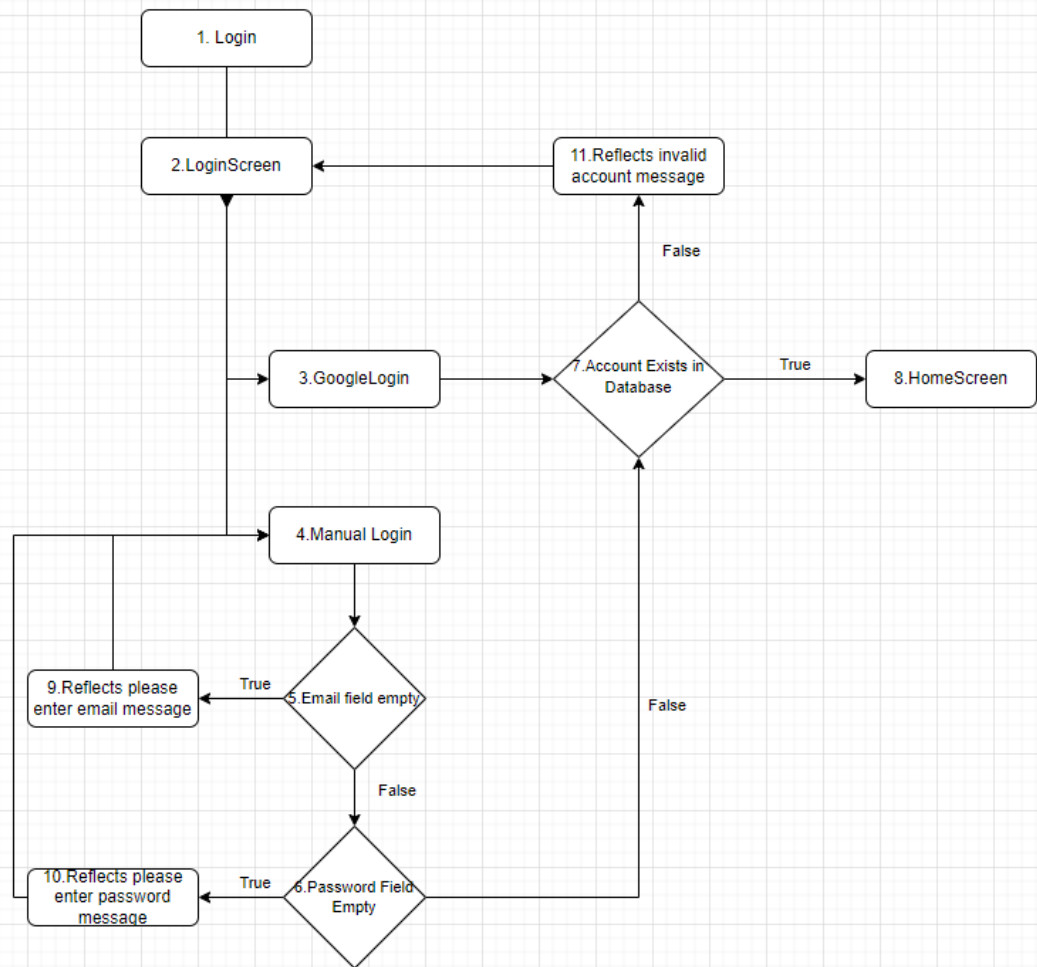 1. Login
2.LoginScreen
11.Reflects invalid
account message
False
3.GoogleLogin
7.Account Exists in
Database
True
8.HomeScreen
4.Manual Login
9.Reflects please
enter email message
True
5.Email field empty
False
False
10.Reflects please
enter password
message
True
6.Password Field
Empty